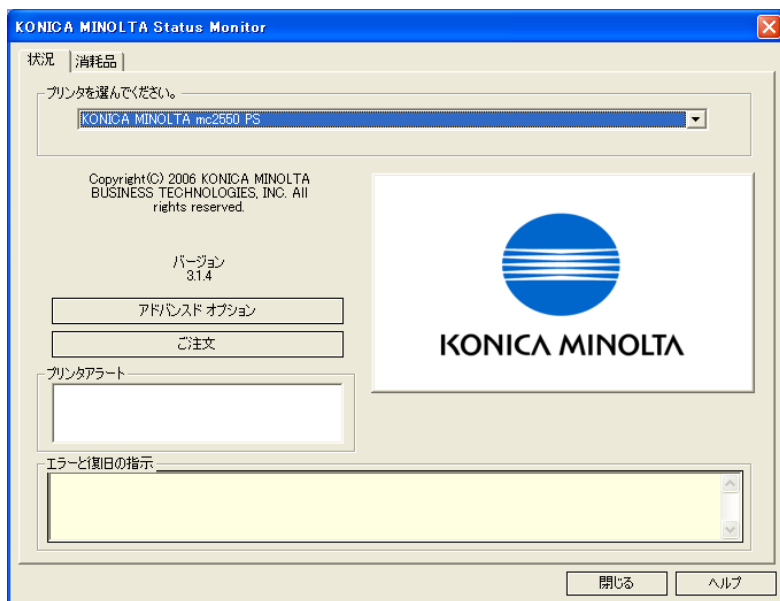 KONICA MINOLTA Status Monitor
状況
消耗品
プリンタを選んでください。
KONICA MINOLTA mc2550 PS
Copyright(C) 2006 KONICA MINOLTA
BUSINESS TECHNOLOGIES, INC. All
rights reserved.
バージョン
3.1.4
アドバンスド オプション
ご注文
KONICA MINOLTA
プリンタアラート
エラーと復旧の指示
閉じる
ヘルプ